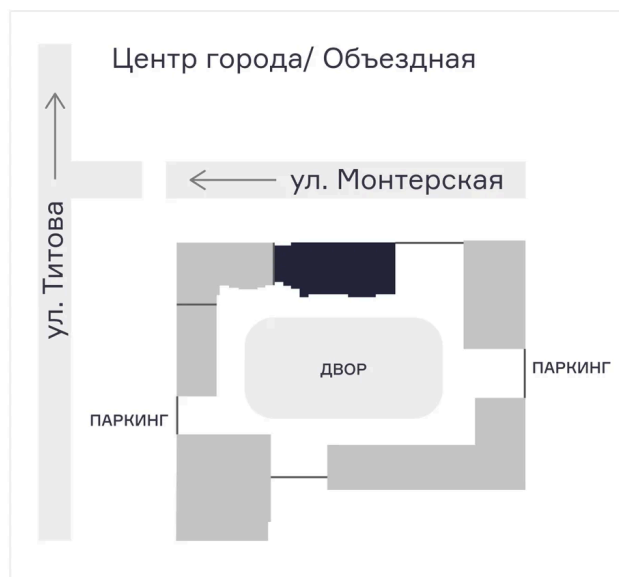 Центр города/ Объездная
ул. Монтерская
ул. Титова
ДВОР
ПАРКИНГ
ПАРКИНГ